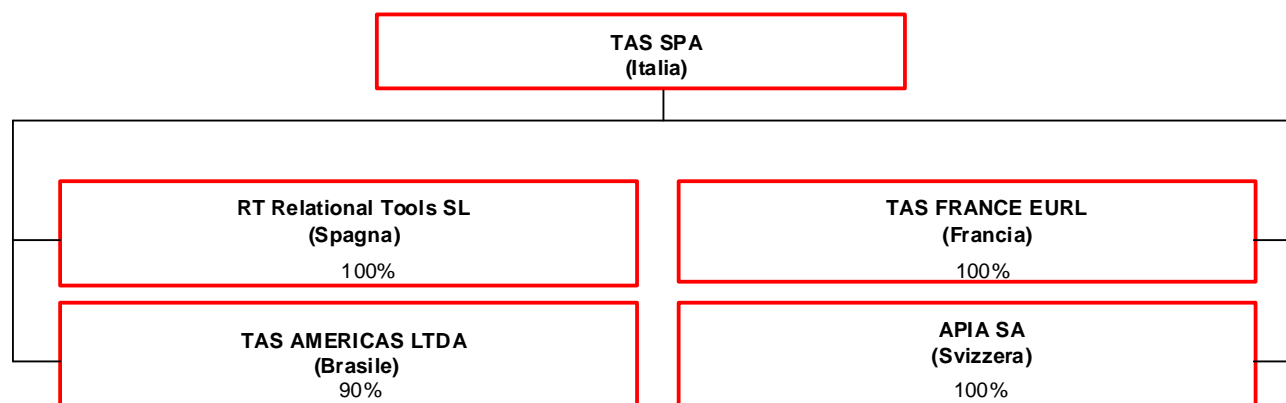 TAS SPA
(Italia)
RT Relational Tools SL
(Spagna)
100%
TAS FRANCE EURL
(Francia)
100%
TAS AMERICAS LTDA
(Brasile)
90%
APIA SA
(Svizzera)
100%